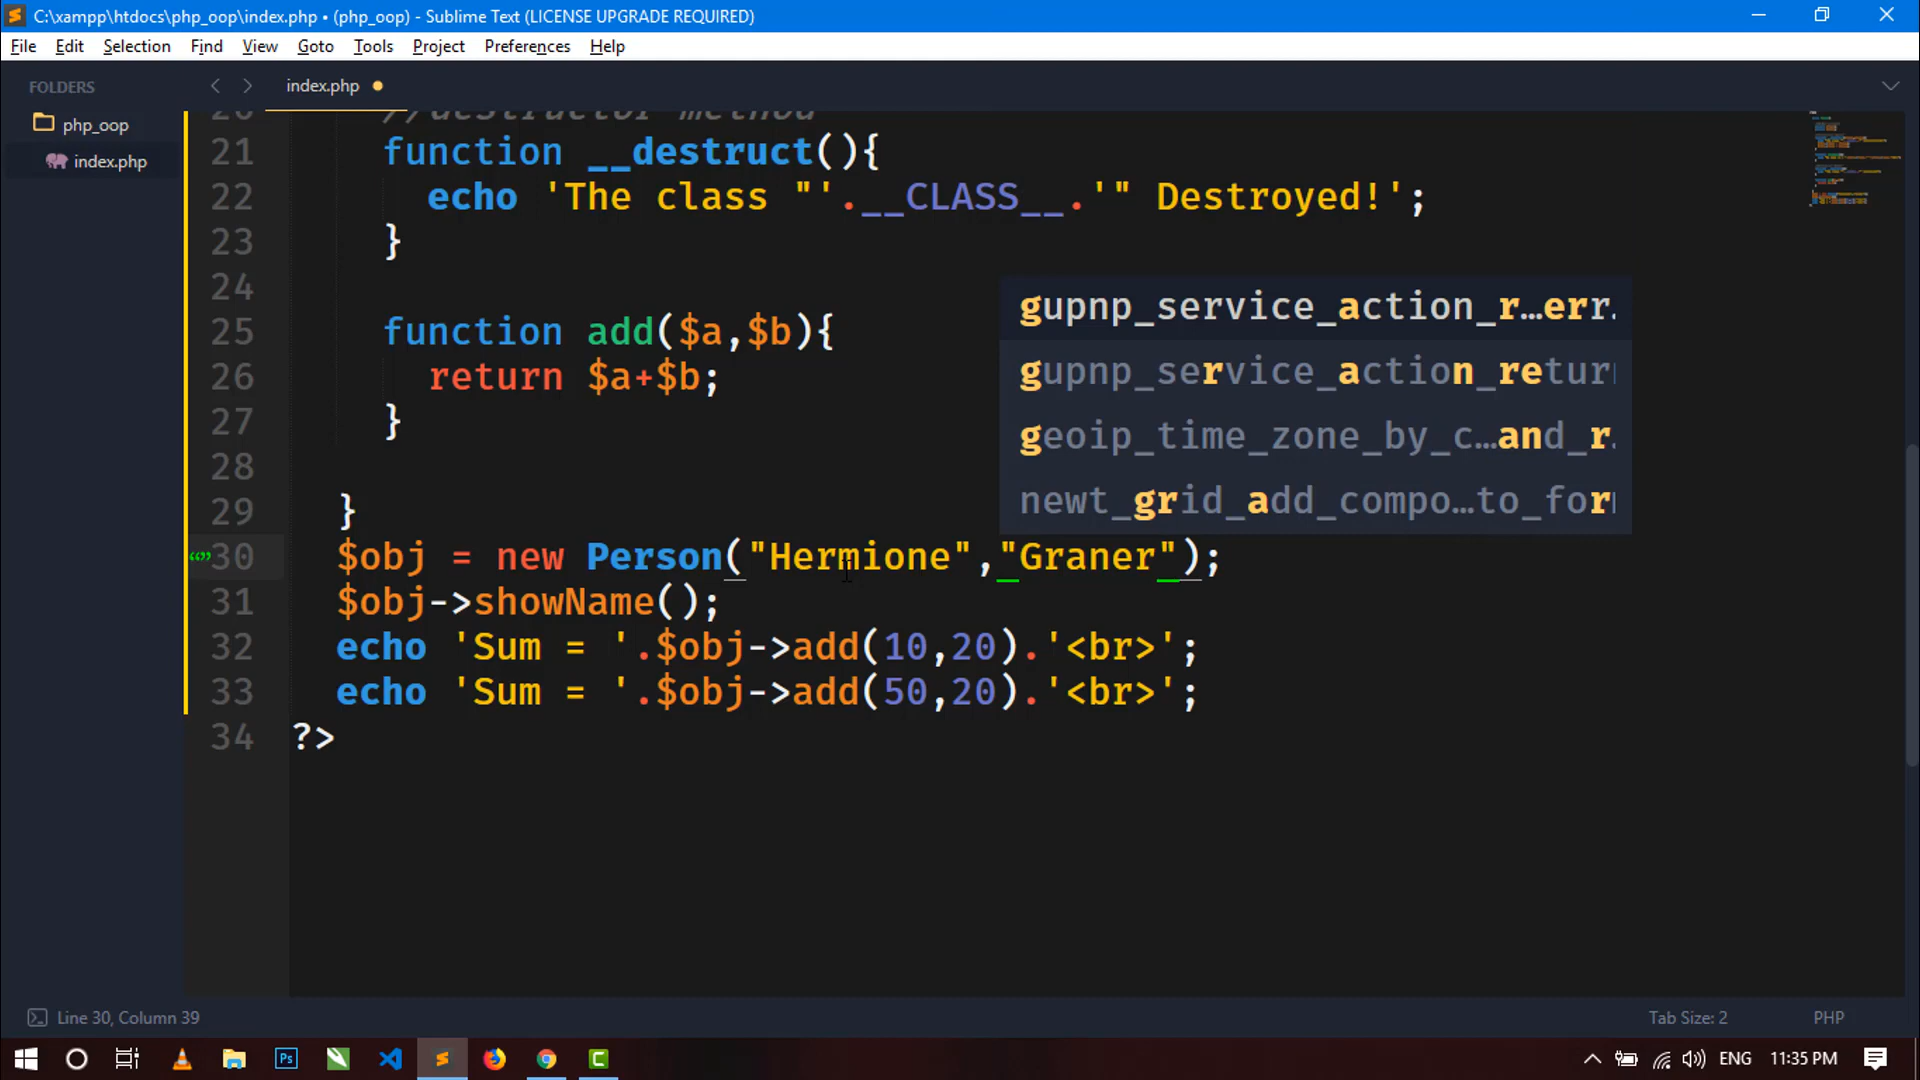 C:\xampp\htdocs\php_oop\index.php • (php_oop) - Sublime Text (LICENSE UPGRADE REQUIRED)
File Edit Selection Find View Goto Tools Project Preferences Help
FOLDERS
php_oop
index.php
index.php
20 //destructor method
21 function __destruct(){
22 echo 'The class "'.__CLASS__.'" Destroyed!';
23 }
24
25 function add($a,$b){
26 return $a+$b;
27 }
28
29 }
30 $obj = new Person("Hermione","Graner");
31 $obj->showName();
32 echo 'Sum = '.$obj->add(10,20).'<br>';
33 echo 'Sum = '.$obj->add(50,20).'<br>';
34 ?>
gupnp_service_action_r…err.
gupnp_service_action_retur
geoip_time_zone_by_c…and_r.
newt_grid_add_compo…to_for
Line 30, Column 39
Tab Size: 2
PHP
Ps
ENG
11:35 PM